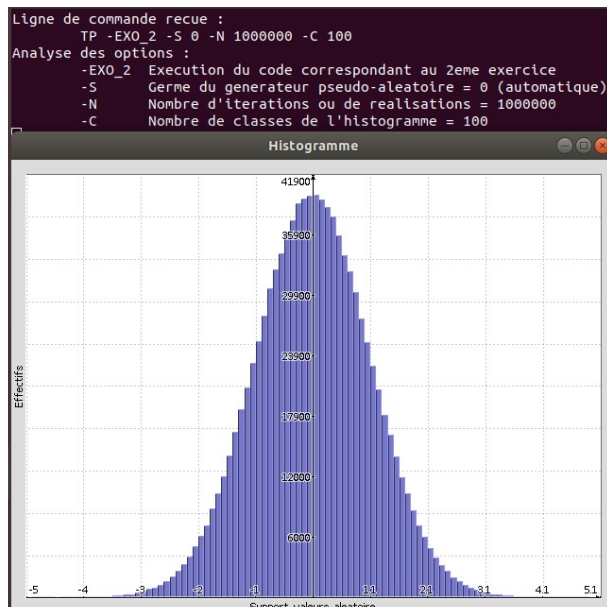 Ligne de commande recue :
TP -EXO_2 -S 0 -N 1000000 -C 100
Analyse des options :
-EXO_2 Execution du code correspondant au 2eme exercice
-S Germe du generateur pseudo-aleatoire = 0 (automatique)
-N Nombre d'iterations ou de realisations = 1000000
-C Nombre de classes de l'histogramme = 100
Histogramme
41900
35900
29900
23900
17900
12000
6000
Effectifs
-5 -4 -3 -2 -1 1.1 2.1 3.1 4.1 5.1
Support valeurs aleatoire